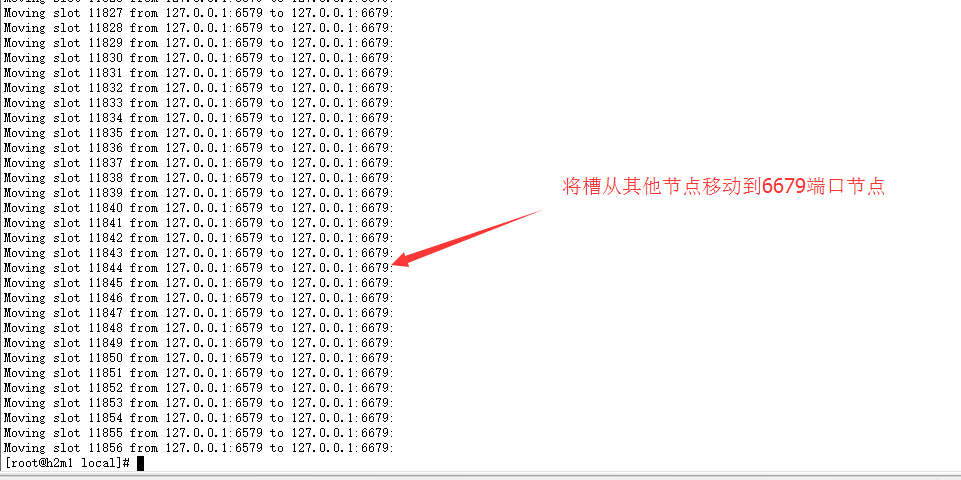 Moving slot 11827 from 127.0.0.1:6579 to 127.0.0.1:6679:
Moving slot 11828 from 127.0.0.1:6579 to 127.0.0.1:6679:
Moving slot 11829 from 127.0.0.1:6579 to 127.0.0.1:6679:
Moving slot 11830 from 127.0.0.1:6579 to 127.0.0.1:6679:
Moving slot 11831 from 127.0.0.1:6579 to 127.0.0.1:6679:
Moving slot 11832 from 127.0.0.1:6579 to 127.0.0.1:6679:
Moving slot 11833 from 127.0.0.1:6579 to 127.0.0.1:6679:
Moving slot 11834 from 127.0.0.1:6579 to 127.0.0.1:6679:
Moving slot 11835 from 127.0.0.1:6579 to 127.0.0.1:6679:
Moving slot 11836 from 127.0.0.1:6579 to 127.0.0.1:6679:
Moving slot 11837 from 127.0.0.1:6579 to 127.0.0.1:6679:
Moving slot 11838 from 127.0.0.1:6579 to 127.0.0.1:6679:
Moving slot 11839 from 127.0.0.1:6579 to 127.0.0.1:6679:
Moving slot 11840 from 127.0.0.1:6579 to 127.0.0.1:6679:
Moving slot 11841 from 127.0.0.1:6579 to 127.0.0.1:6679:
Moving slot 11842 from 127.0.0.1:6579 to 127.0.0.1:6679:
Moving slot 11843 from 127.0.0.1:6579 to 127.0.0.1:6679:
Moving slot 11844 from 127.0.0.1:6579 to 127.0.0.1:6679:
Moving slot 11845 from 127.0.0.1:6579 to 127.0.0.1:6679:
Moving slot 11846 from 127.0.0.1:6579 to 127.0.0.1:6679:
Moving slot 11847 from 127.0.0.1:6579 to 127.0.0.1:6679:
Moving slot 11848 from 127.0.0.1:6579 to 127.0.0.1:6679:
Moving slot 11849 from 127.0.0.1:6579 to 127.0.0.1:6679:
Moving slot 11850 from 127.0.0.1:6579 to 127.0.0.1:6679:
Moving slot 11851 from 127.0.0.1:6579 to 127.0.0.1:6679:
Moving slot 11852 from 127.0.0.1:6579 to 127.0.0.1:6679:
Moving slot 11853 from 127.0.0.1:6579 to 127.0.0.1:6679:
Moving slot 11854 from 127.0.0.1:6579 to 127.0.0.1:6679:
Moving slot 11855 from 127.0.0.1:6579 to 127.0.0.1:6679:
Moving slot 11856 from 127.0.0.1:6579 to 127.0.0.1:6679:
[root@h2m1 local]#
将槽从其他节点移动到6679端口节点